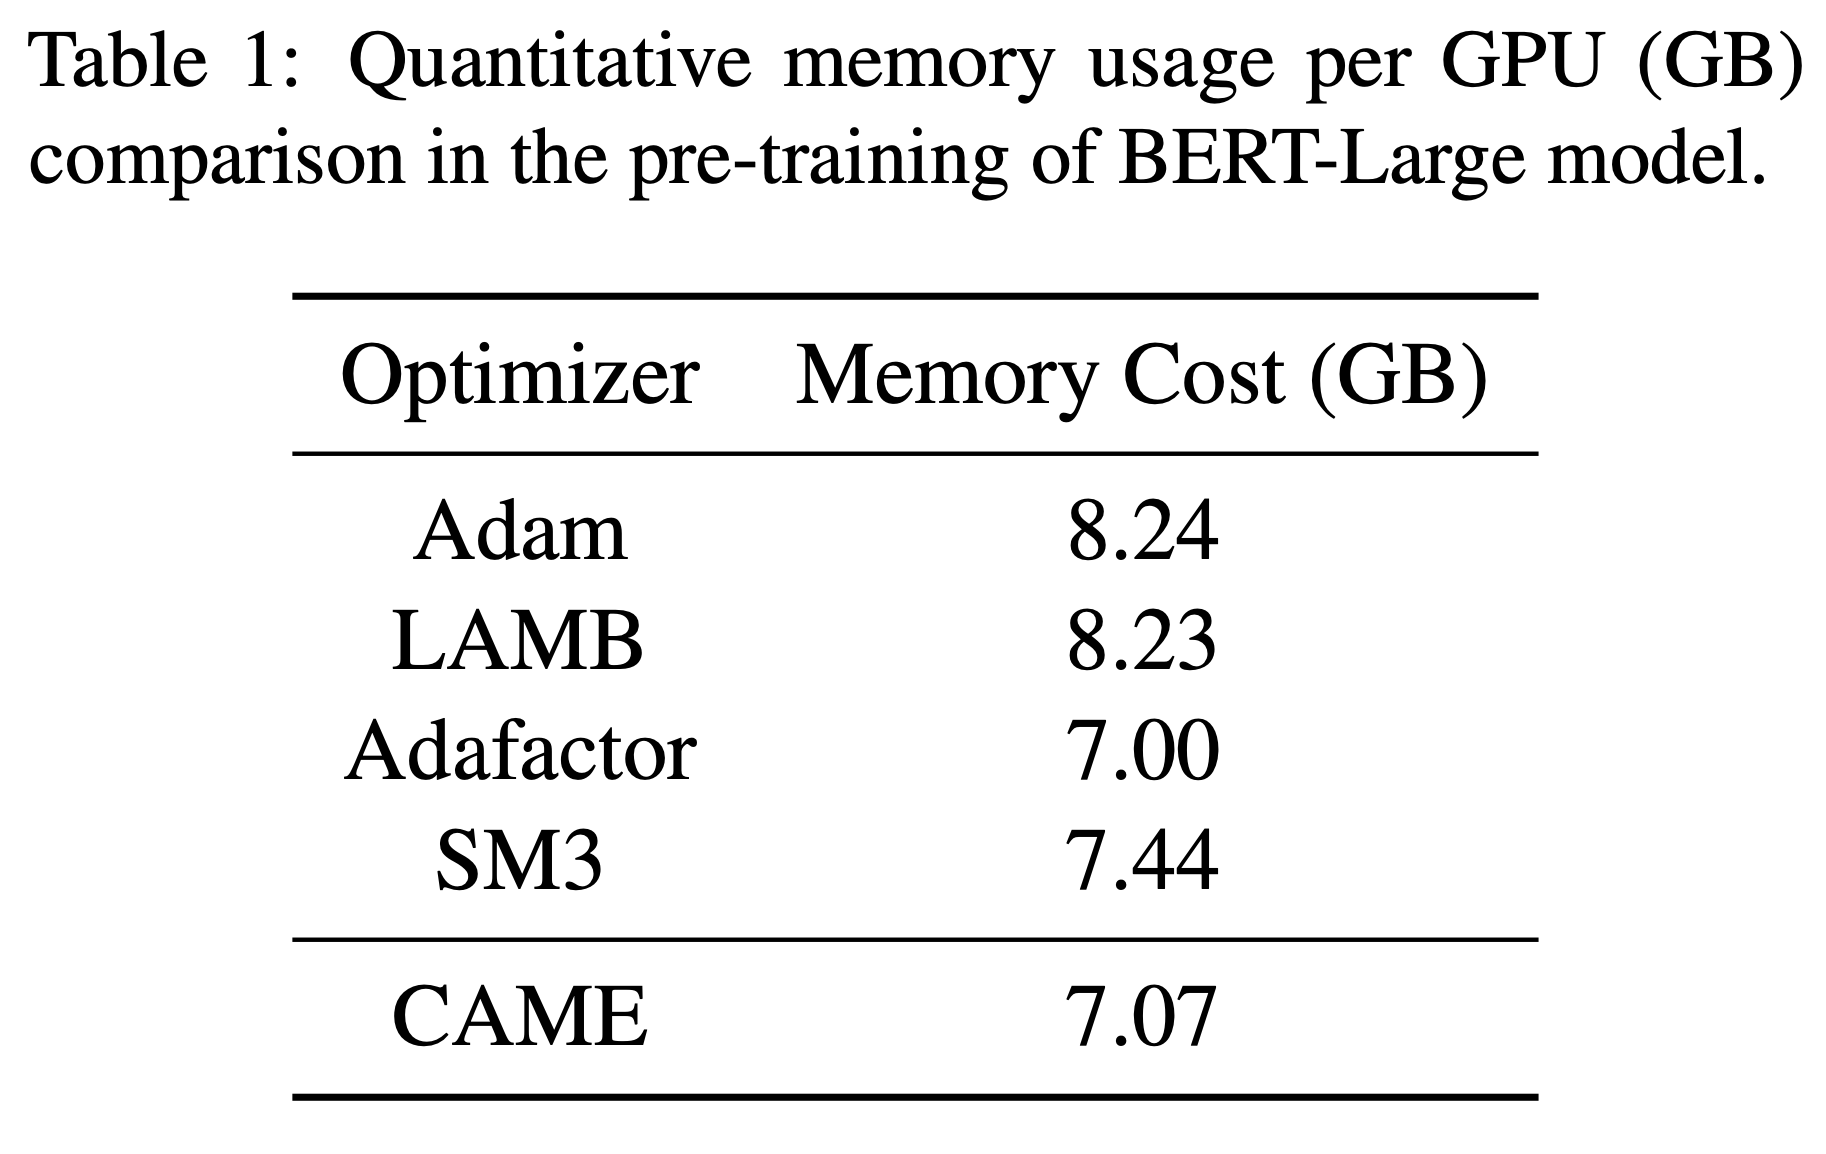 Table 1: Quantitative memory usage per GPU (GB)
comparison in the pre-training of BERT-Large model.
Optimizer Memory Cost (GB)
Adam 8.24
LAMB 8.23
Adafactor 7.00
SM3 7.44
CAME 7.07